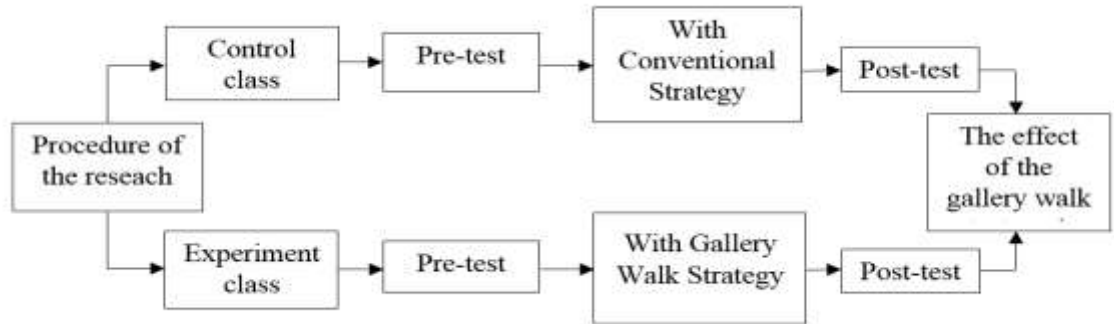 Procedure of
the reseach
Control
class
Pre-test
With
Conventional
Strategy
Post-test
Experiment
class
Pre-test
With Gallery
Walk Strategy
Post-test
The effect
of the
gallery walk